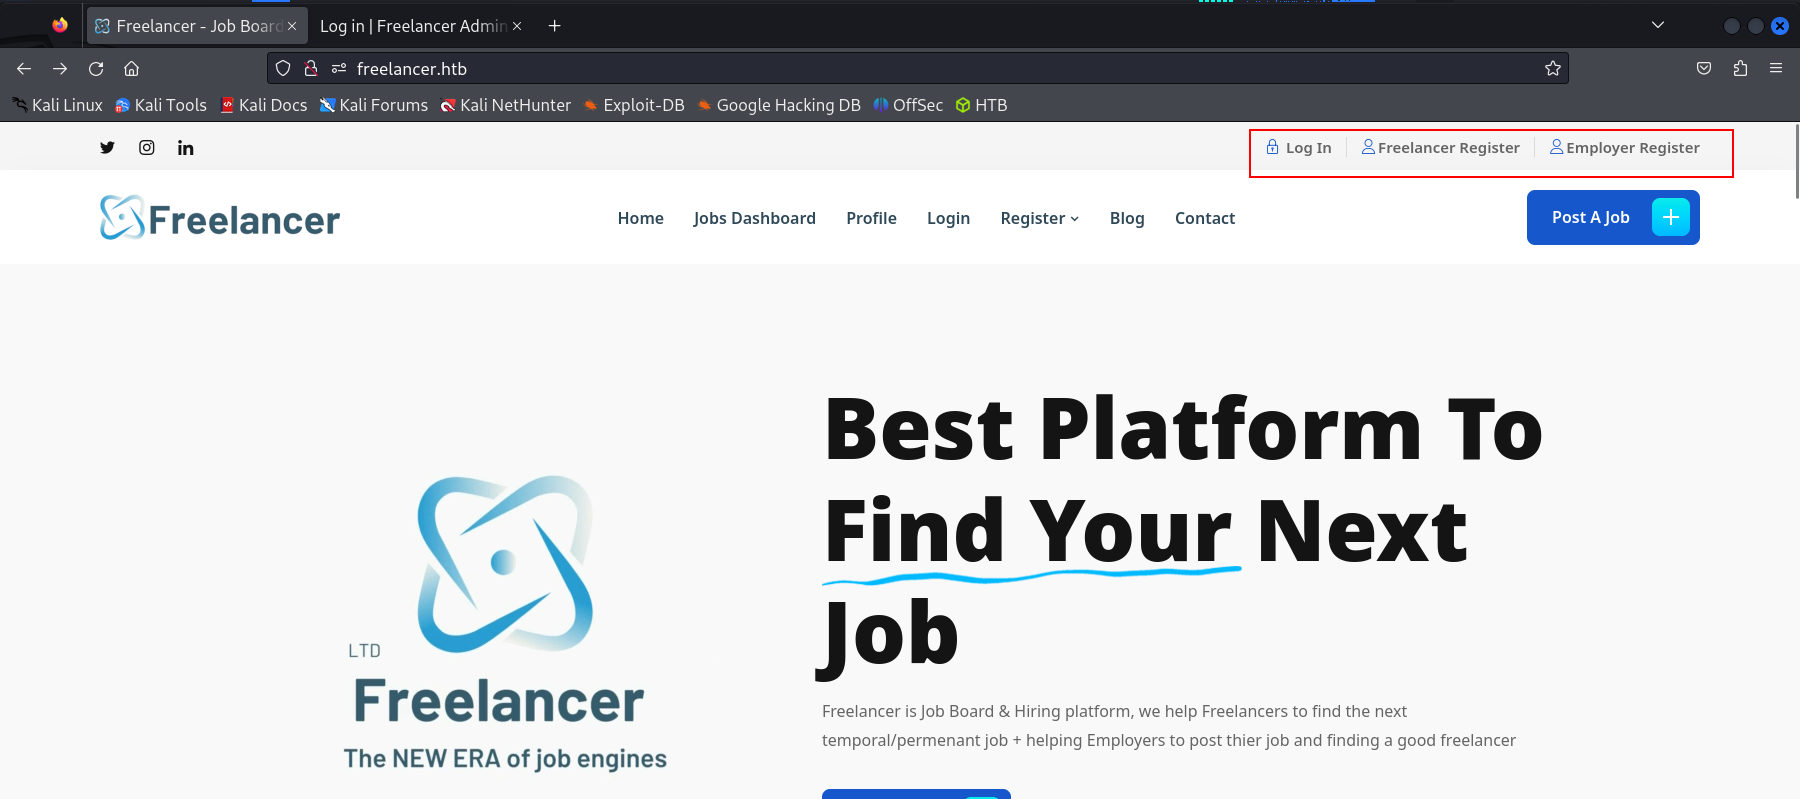 Freelancer - Job Board
Log in | Freelancer Admin
freelancer.htb
Kali Linux Kali Tools Kali Docs Kali Forums Kali NetHunter Exploit-DB Google Hacking DB OffSec HTB
Log In Freelancer Register Employer Register
Freelancer Home Jobs Dashboard Profile Login Register Blog Contact Post A Job
Best Platform To
Find Your Next
Job
Freelancer is Job Board & Hiring platform, we help Freelancers to find the next
temporal/permenant job + helping Employers to post thier job and finding a good freelancer
LTD
Freelancer
The NEW ERA of job engines